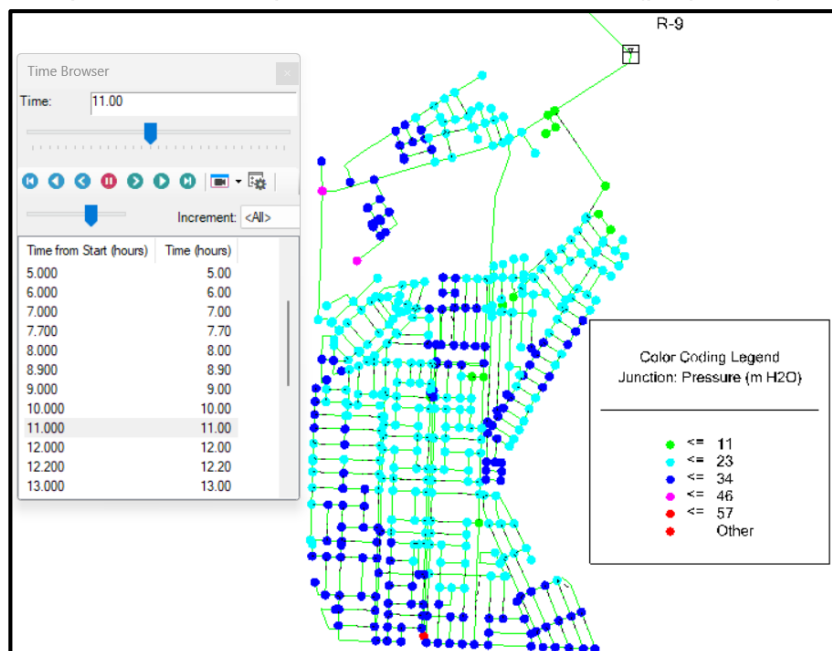 R-9
Time Browser
Time: 11.00
Increment: <All>
Time from Start (hours) Time (hours)
5.000 5.00
6.000 6.00
7.000 7.00
7.700 7.70
8.000 8.00
8.900 8.90
9.000 9.00
10.000 10.00
11.000 11.00
12.000 12.00
12.200 12.20
13.000 13.00
Color Coding Legend
Junction: Pressure (m H2O)
<= 11
<= 23
<= 34
<= 46
<= 57
Other